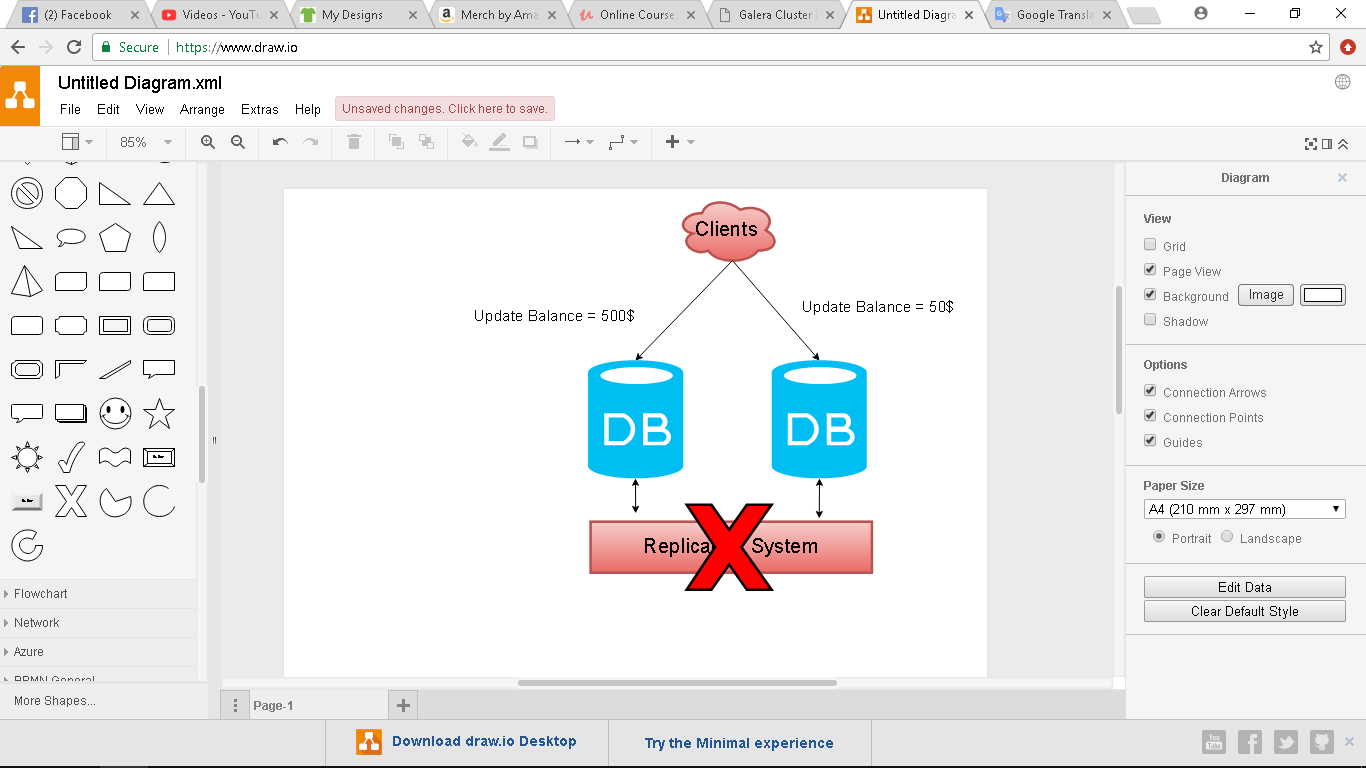 (2) Facebook
Videos - YouTu
My Designs
Merch by Ama
Online Course
Galera Cluster
Untitled Diagra
Google Transla
Secure https://www.draw.io
Untitled Diagram.xml
File Edit View Arrange Extras Help
Unsaved changes. Click here to save.
85%
Diagram
View
Grid
Page View
Background Image
Shadow
Options
Connection Arrows
Connection Points
Guides
Paper Size
A4 (210 mm x 297 mm)
Portrait Landscape
Edit Data
Clear Default Style
Clients
Update Balance = 500$
Update Balance = 50$
DB
DB
Replica System
Flowchart
Network
Azure
BPMN General
More Shapes...
Page-1
Download draw.io Desktop
Try the Minimal experience
You
Tube